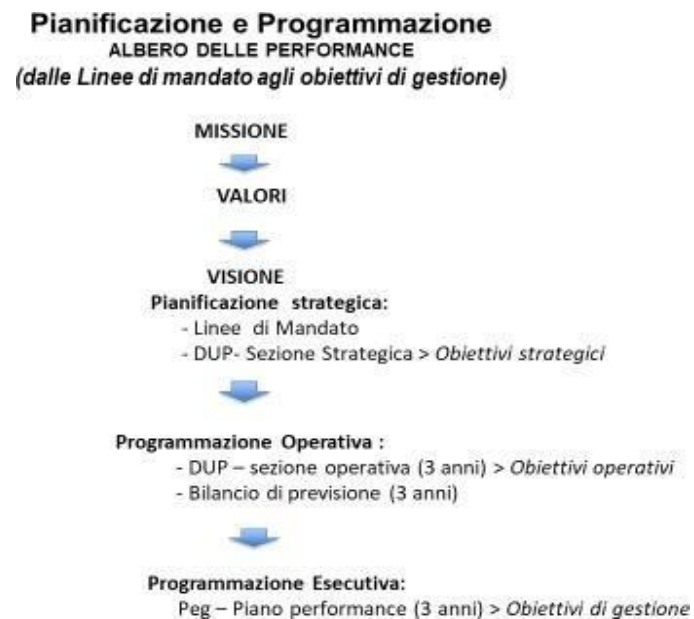 Pianificazione e Programmazione
ALBERO DELLE PERFORMANCE
(dalle Linee di mandato agli obiettivi di gestione)
MISSIONE
VALORI
VISIONE
Pianificazione strategica:
- Linee di Mandato
- DUP- Sezione Strategica > Obiettivi strategici
Programmazione Operativa :
- DUP – sezione operativa (3 anni) > Obiettivi operativi
- Bilancio di previsione (3 anni)
Programmazione Esecutiva:
Peg – Piano performance (3 anni) > Obiettivi di gestione